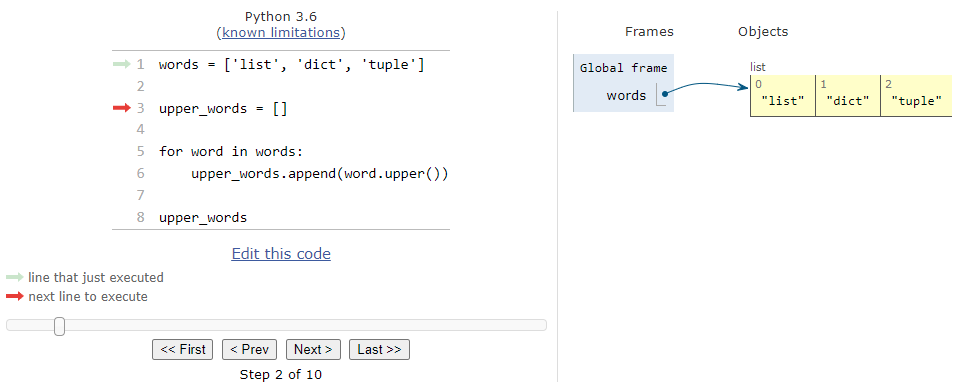 Python 3.6
(known limitations)
1 words = ['list', 'dict', 'tuple']
2
3 upper_words = []
4
5 for word in words:
6     upper_words.append(word.upper())
7
8 upper_words
Edit this code
line that just executed
next line to execute
<< First < Prev Next > Last >>
Step 2 of 10
Frames Objects
Global frame
words
list
0 1 2
"list" "dict" "tuple"